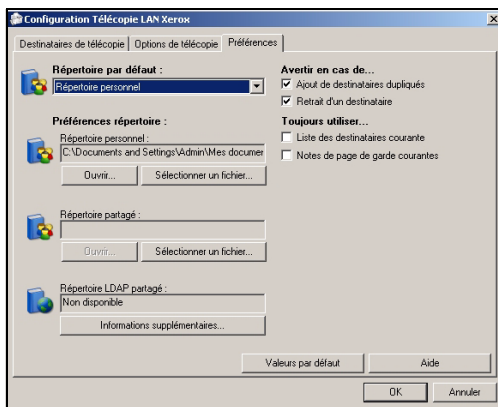 Configuration Télécopie LAN Xerox
Destinataires de télécopie Options de télécopie Préférences
Répertoire par défaut :
Répertoire personnel
Préférences répertoire :
Répertoire personnel :
C:\Documents and Settings\Admin\Mes documer
Ouvrir... Sélectionner un fichier...
Répertoire partagé :
Ouvrir... Sélectionner un fichier...
Répertoire LDAP partagé :
Non disponible
Informations supplémentaires...
Avertir en cas de...
Ajout de destinataires dupliqués
Retrait d'un destinataire
Toujours utiliser...
Liste des destinataires courante
Notes de page de garde courantes
Valeurs par défaut Aide
OK Annuler